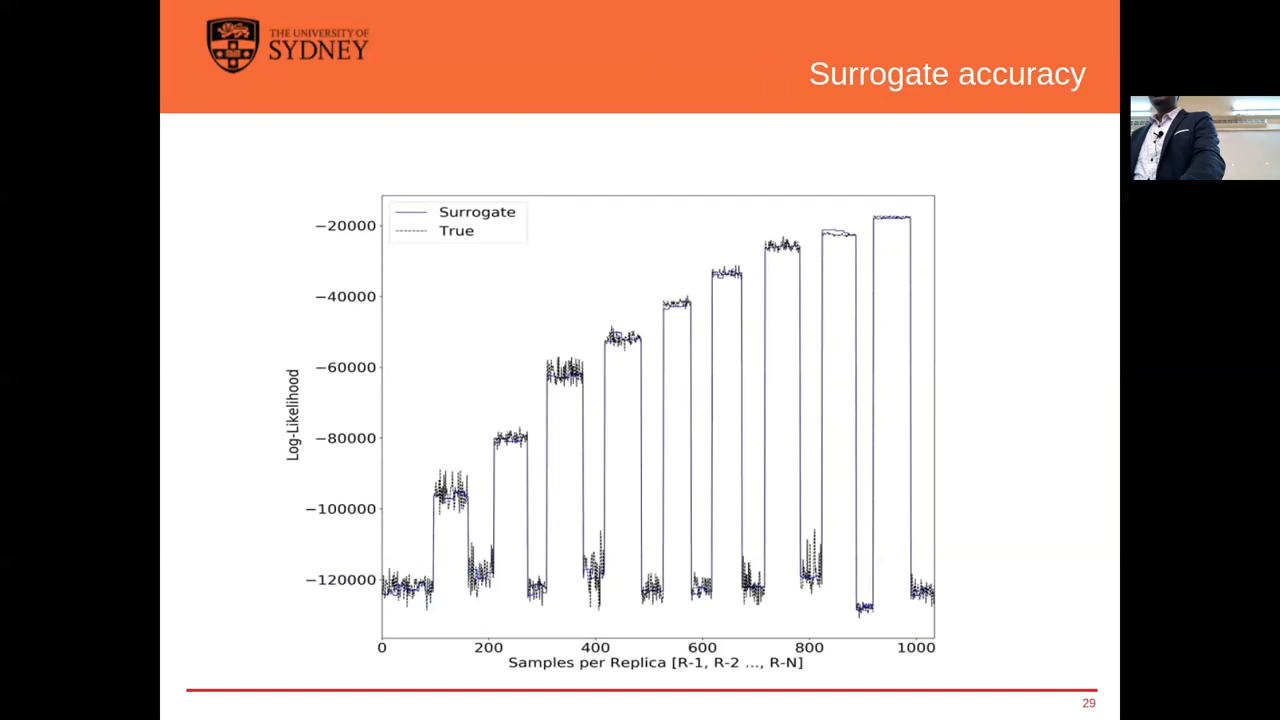 THE UNIVERSITY OF
SYDNEY
Surrogate accuracy
Surrogate
True
−20000
−40000
−60000
−80000
−100000
−120000
Log-Likelihood
0 200 400 600 800 1000
Samples per Replica [R-1, R-2 ..., R-N]
29